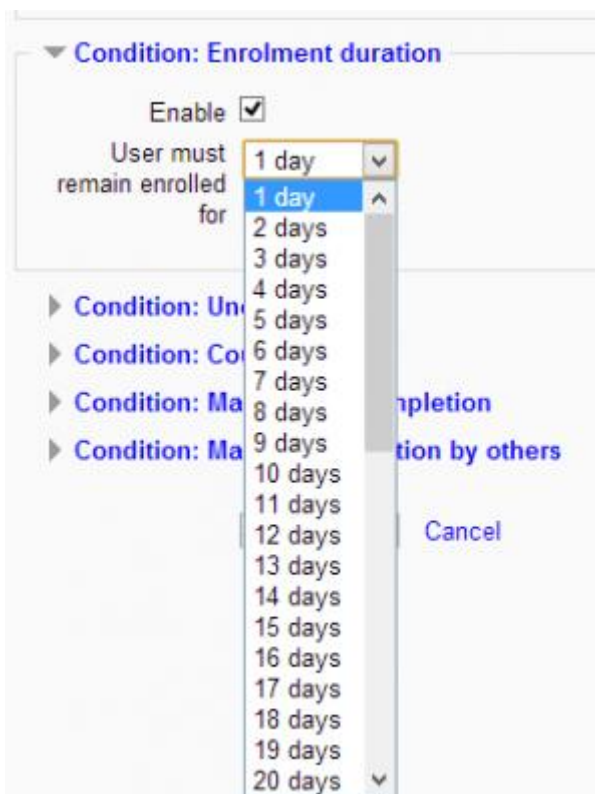 Condition: Enrolment duration
Enable
User must remain enrolled for
1 day
1 day
2 days
3 days
4 days
5 days
Condition: Un
6 days
Condition: Co
7 days
8 days
Condition: Ma pletion
9 days
Condition: Ma tion by others
10 days
11 days
12 days
Cancel
13 days
14 days
15 days
16 days
17 days
18 days
19 days
20 days